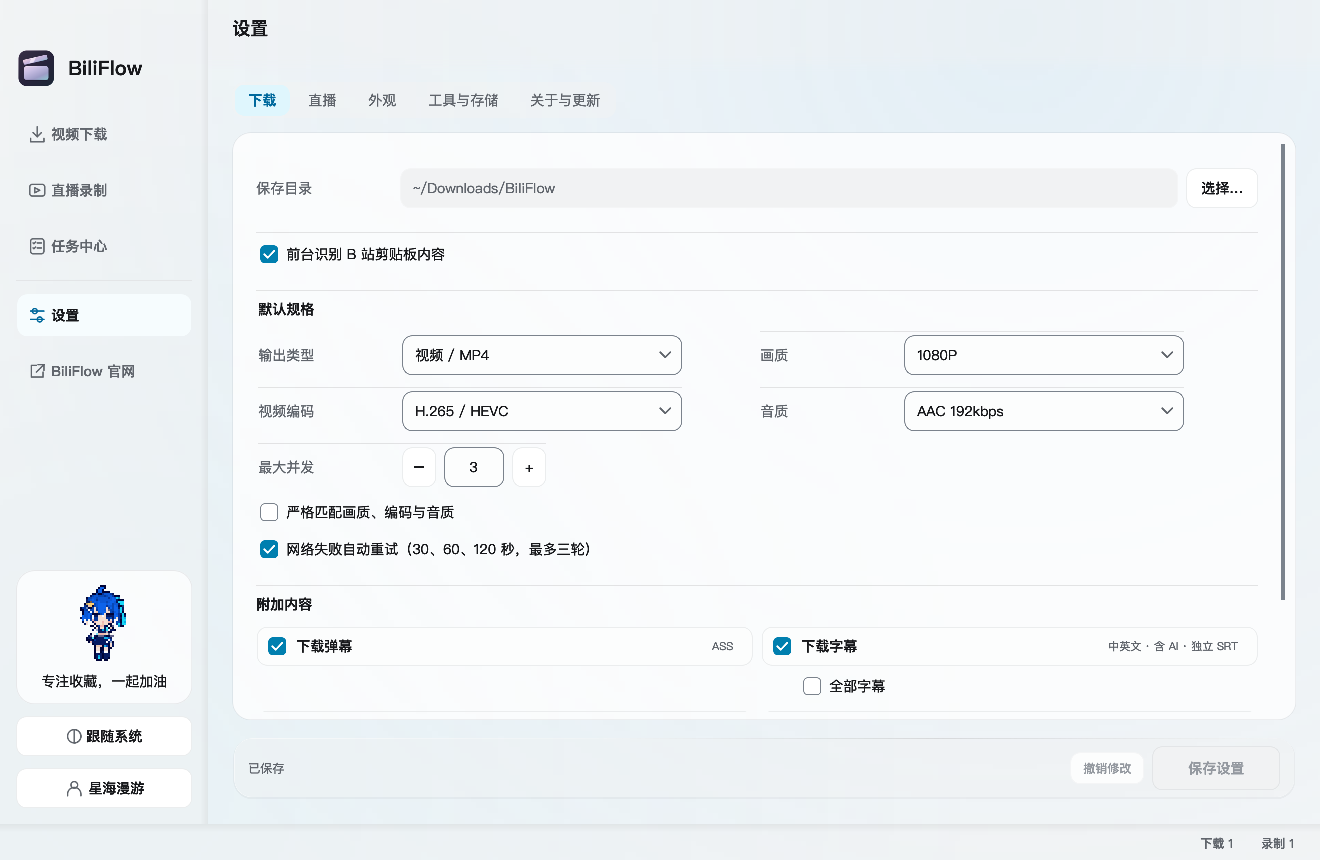 设置
BiliFlow
视频下载
直播录制
任务中心
设置
BiliFlow 官网
专注收藏，一起加油
跟随系统
星海漫游
下载 直播 外观 工具与存储 关于与更新
保存目录 ~/Downloads/BiliFlow 选择...
前台识别 B 站剪贴板内容
默认规格
输出类型 视频 / MP4 画质 1080P
视频编码 H.265 / HEVC 音质 AAC 192kbps
最大并发 − 3 +
严格匹配画质、编码与音质
网络失败自动重试（30、60、120 秒，最多三轮）
附加内容
下载弹幕 ASS 下载字幕 中英文 · 含 AI · 独立 SRT
全部字幕
已保存 撤销修改 保存设置
下载 1 录制 1